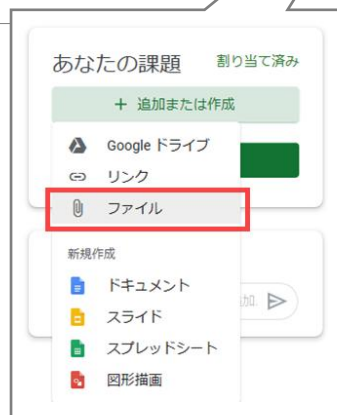 あなたの課題 割り当て済み
+ 追加または作成
Google ドライブ
リンク
ファイル
新規作成
ドキュメント
スライド
スプレッドシート
図形描画